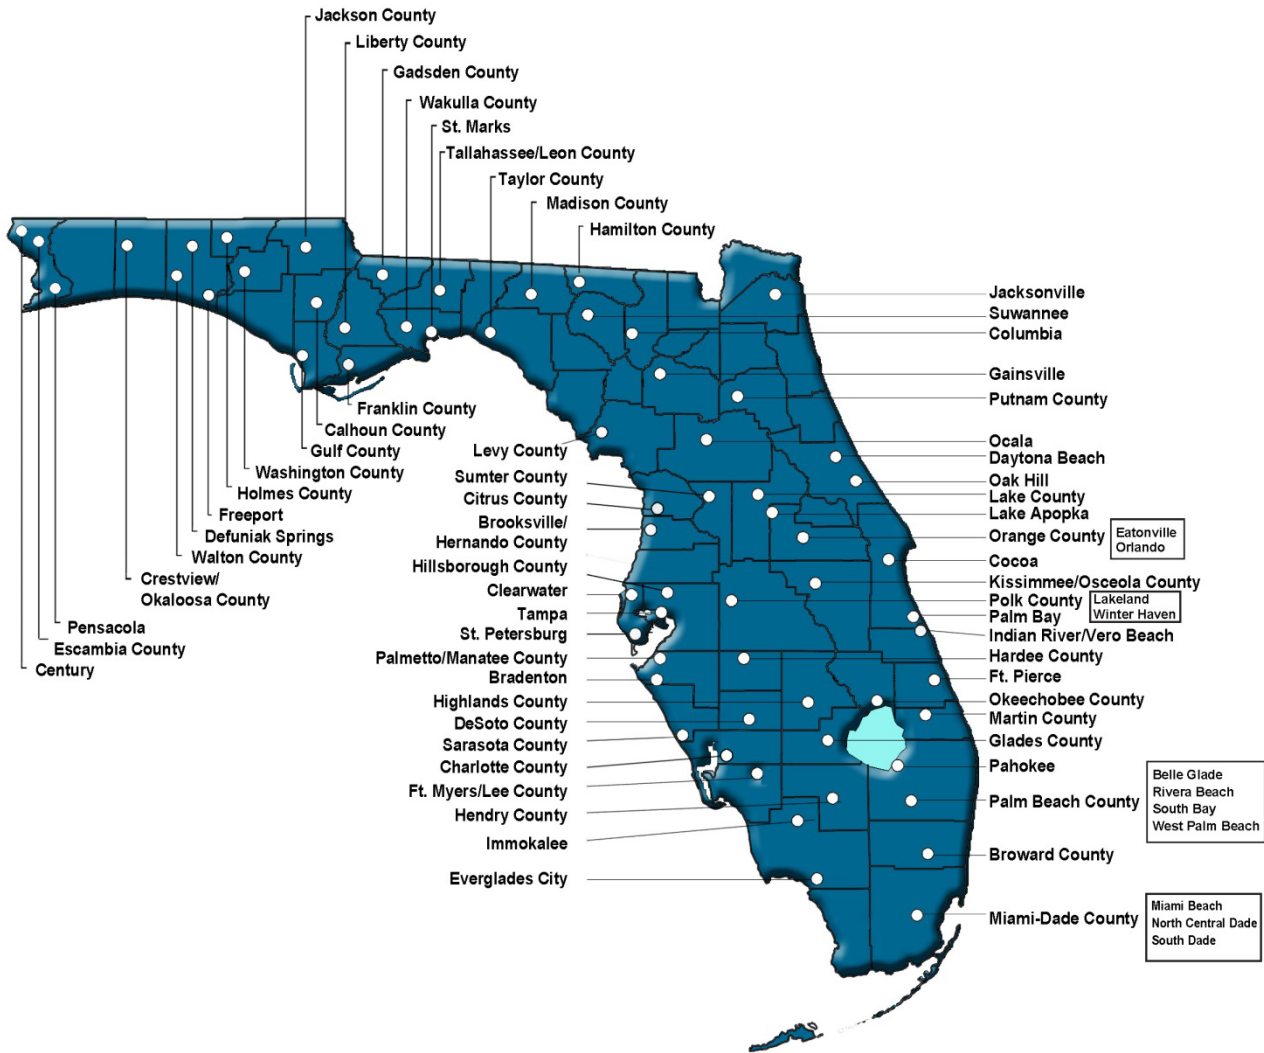 Jackson County
Liberty County
Gadsden County
Wakulla County
St. Marks
Tallahassee/Leon County
Taylor County
Madison County
Hamilton County
Franklin County
Calhoun County
Gulf County
Washington County
Holmes County
Freeport
Defuniak Springs
Walton County
Crestview/
Okaloosa County
Pensacola
Escambia County
Century
Levy County
Sumter County
Citrus County
Brooksville/
Hernando County
Hillsborough County
Clearwater
Tampa
St. Petersburg
Palmetto/Manatee County
Bradenton
Highlands County
DeSoto County
Sarasota County
Charlotte County
Ft. Myers/Lee County
Hendry County
Immokalee
Everglades City
Jacksonville
Suwannee
Columbia
Gainsville
Putnam County
Ocala
Daytona Beach
Oak Hill
Lake County
Lake Apopka
Orange County
Eatonville
Orlando
Cocoa
Kissimmee/Osceola County
Polk County
Lakeland
Winter Haven
Palm Bay
Indian River/Vero Beach
Hardee County
Ft. Pierce
Okeechobee County
Martin County
Glades County
Pahokee
Palm Beach County
Belle Glade
Rivera Beach
South Bay
West Palm Beach
Broward County
Miami-Dade County
Miami Beach
North Central Dade
South Dade